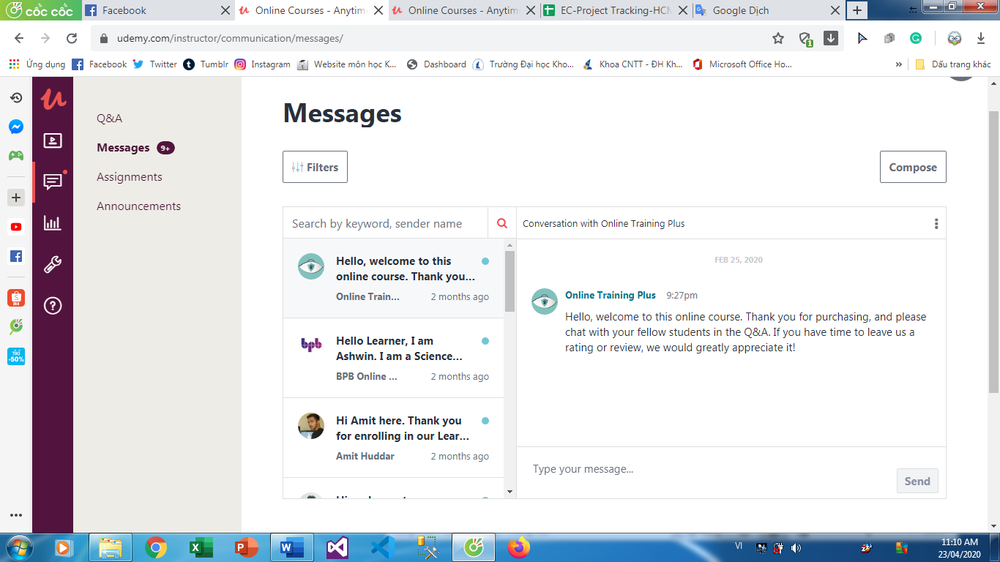 cốc cốc
Facebook
Online Courses - Anytim
Online Courses - Anytim
EC-Project Tracking-HCM
Google Dịch
udemy.com/instructor/communication/messages/
1
Ứng dụng
Facebook
Twitter
Tumblr
Instagram
Website môn học K...
Dashboard
Trường Đại học Kho...
Khoa CNTT - ĐH Kh...
Microsoft Office Ho...
»
Dấu trang khác
Q&A
Messages 9+
Assignments
Announcements
Messages
Filters
Compose
Search by keyword, sender name
Hello, welcome to this
online course. Thank you...
Online Train...
2 months ago
bpb
Hello Learner, I am
Ashwin. I am a Science...
BPB Online ...
2 months ago
Hi Amit here. Thank you
for enrolling in our Lear...
Amit Huddar
2 months ago
Conversation with Online Training Plus
FEB 25, 2020
Online Training Plus 9:27pm
Hello, welcome to this online course. Thank you for purchasing, and please
chat with your fellow students in the Q&A. If you have time to leave us a
rating or review, we would greatly appreciate it!
Type your message...
Send
TIKI
-50%
VI
11:10 AM
23/04/2020